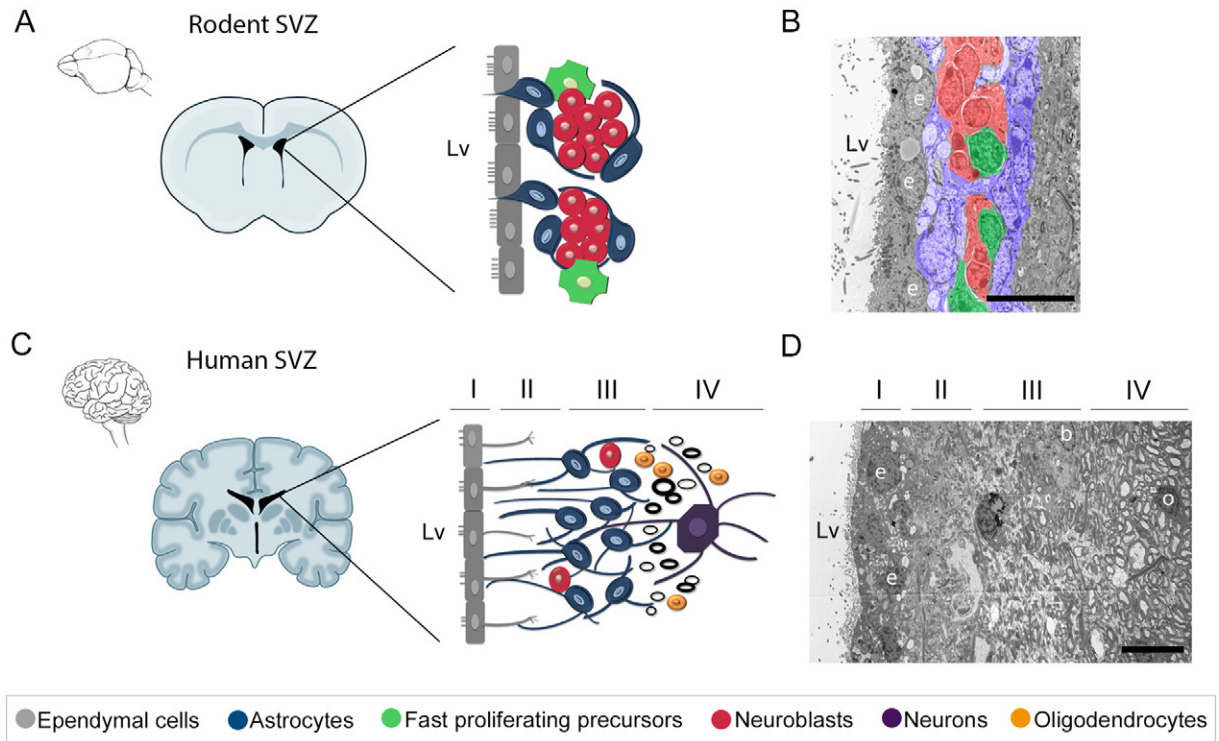 A
Rodent SVZ
Lv
B
e
Lv
e
e
C
Human SVZ
I II III IV
Lv
D
I II III IV
b
e
o
Lv
e
Ependymal cells Astrocytes Fast proliferating precursors Neuroblasts Neurons Oligodendrocytes